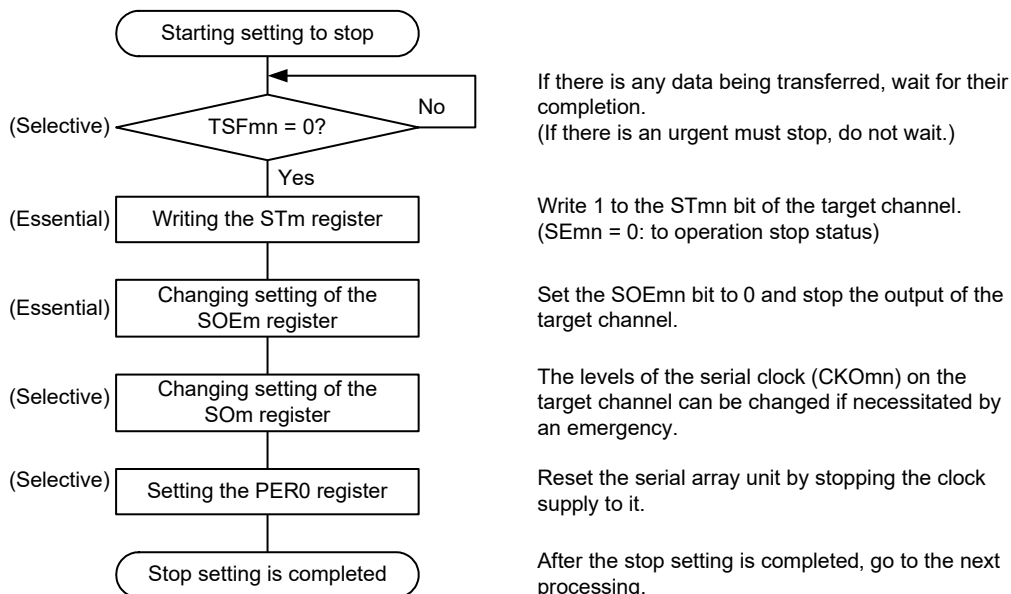 Starting setting to stop
If there is any data being transferred, wait for their
completion.
(If there is an urgent must stop, do not wait.)
No
(Selective)
TSFmn = 0?
Yes
(Essential)
Writing the STm register
Write 1 to the STmn bit of the target channel.
(SEmn = 0: to operation stop status)
(Essential)
Changing setting of the
SOEm register
Set the SOEmn bit to 0 and stop the output of the
target channel.
(Selective)
Changing setting of the
SOm register
The levels of the serial clock (CKOmn) on the
target channel can be changed if necessitated by
an emergency.
(Selective)
Setting the PER0 register
Reset the serial array unit by stopping the clock
supply to it.
Stop setting is completed
After the stop setting is completed, go to the next
processing.